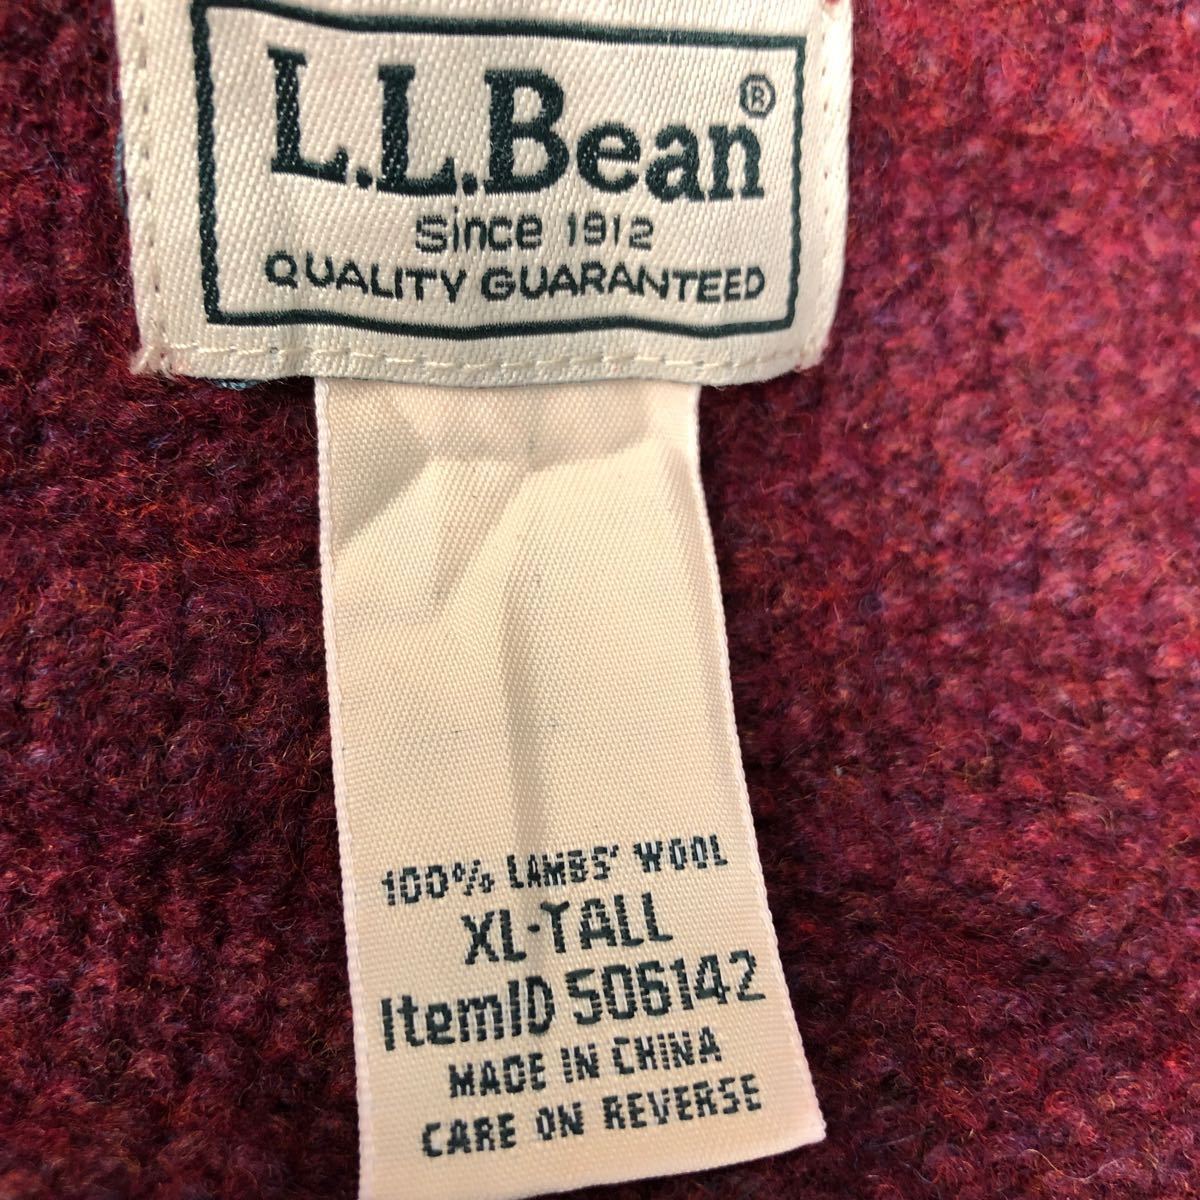 L.L.Bean®
Since 1912
QUALITY GUARANTEED
100% LAMBS' WOOL
XL-TALL
ItemID 506142
MADE IN CHINA
CARE ON REVERSE